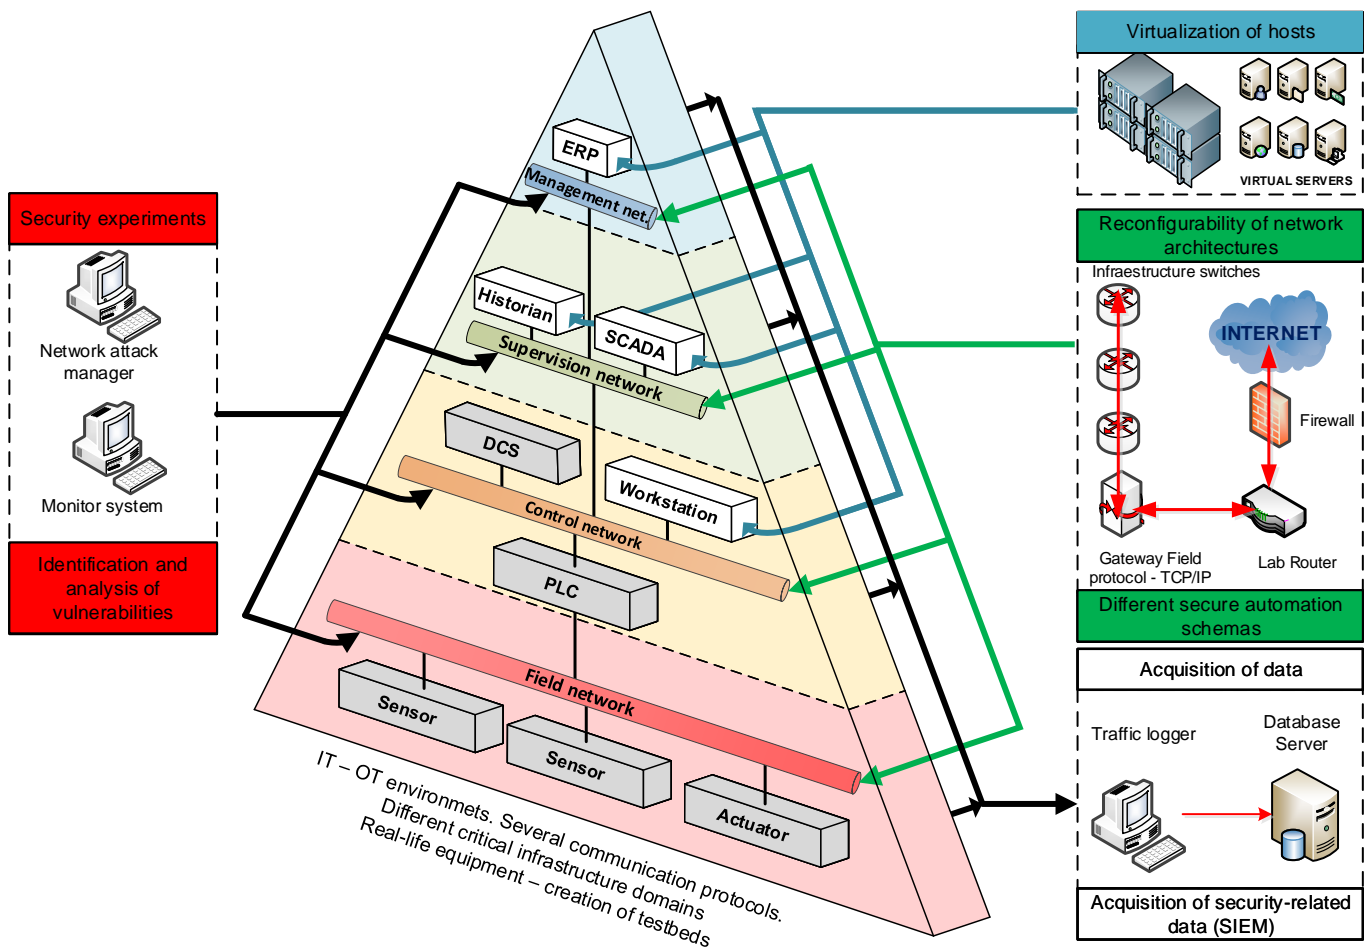 Security experiments
Network attack
manager
Monitor system
Identification and
analysis of
vulnerabilities
ERP
Management net.
Historian
SCADA
Supervision network
DCS
Workstation
Control network
PLC
Field network
Sensor
Sensor
Actuator
IT – OT environmets. Several communication protocols.
Different critical infrastructure domains
Real-life equipment – creation of testbeds
Virtualization of hosts
VIRTUAL SERVERS
Reconfigurability of network
architectures
Infraestructure switches
INTERNET
Firewall
Gateway Field
protocol - TCP/IP
Lab Router
Different secure automation
schemas
Acquisition of data
Traffic logger
Database
Server
Acquisition of security-related
data (SIEM)